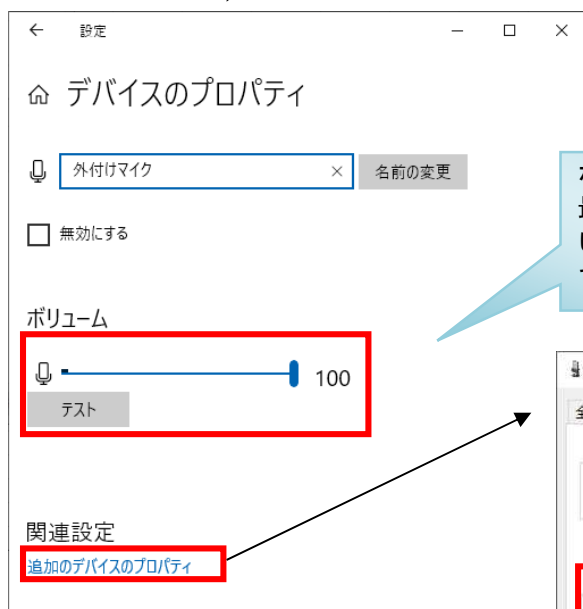 設定
デバイスのプロパティ
外付けマイク
名前の変更
無効にする
ボリューム
100
テスト
関連設定
追加のデバイスのプロパティ